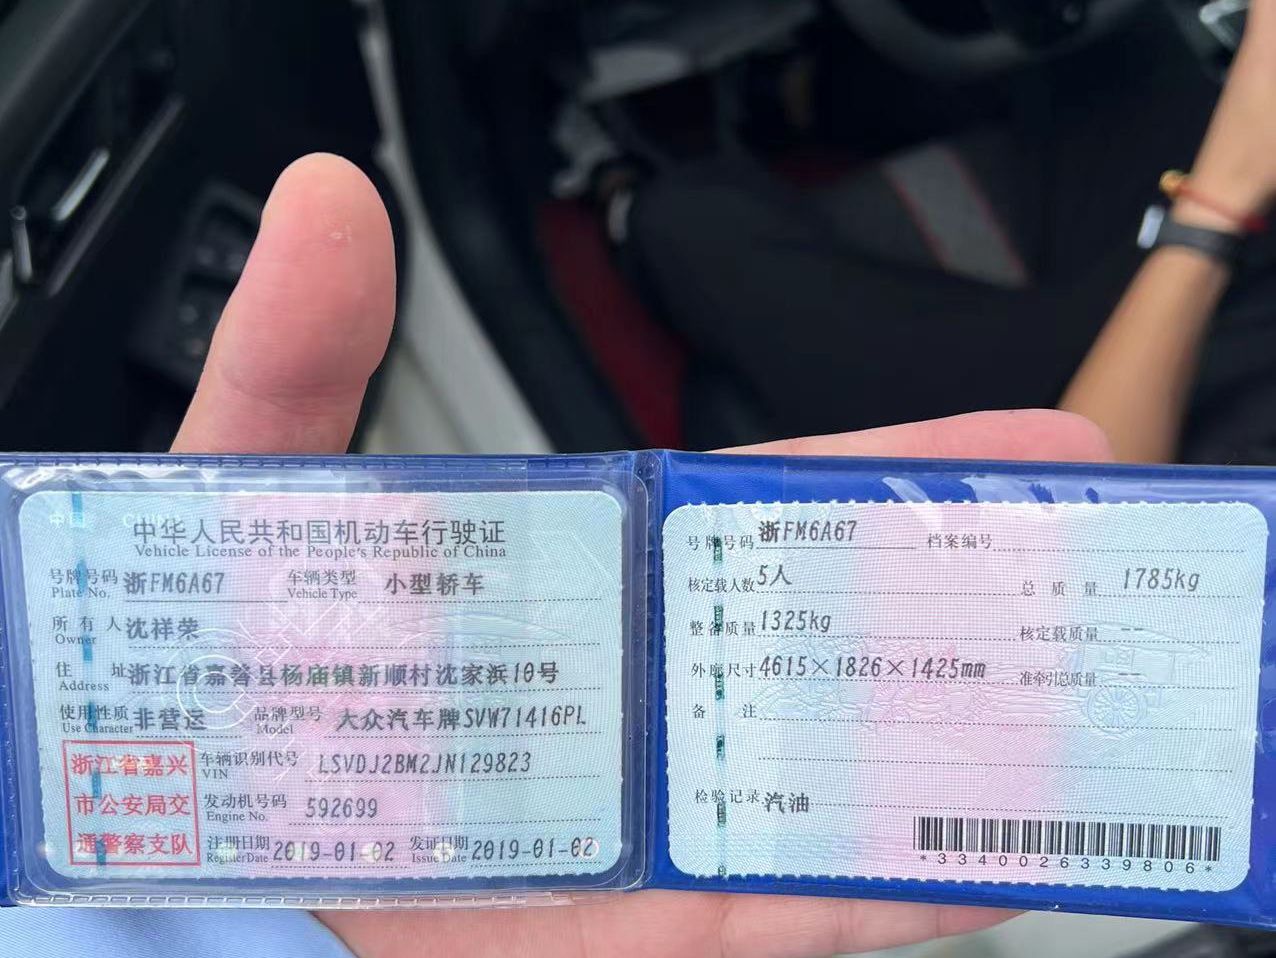 中华人民共和国机动车行驶证
Vehicle License of the People's Republic of China
号牌号码 浙FM6A67 车辆类型 小型轿车
Plate No. Vehicle Type
所有人 沈祥荣
Owner
住址 浙江省嘉善县杨庙镇新顺村沈家浜10号
Address
使用性质 非营运 品牌型号 大众汽车牌SVW71416PL
Use Character Model
浙江省嘉兴
市公安局交
通警察支队
车辆识别代号 LSVDJ2BM2JN129823
VIN
发动机号码 592699
Engine No.
注册日期 2019-01-02 发证日期 2019-01-02
Register Date Issue Date
号牌号码 浙FM6A67 档案编号
核定载人数 5人 总质量 1785kg
整备质量 1325kg 核定载质量 --
外廓尺寸 4615×1826×1425mm 准牵引总质量 --
备注
检验记录 汽油
*3340026339806*